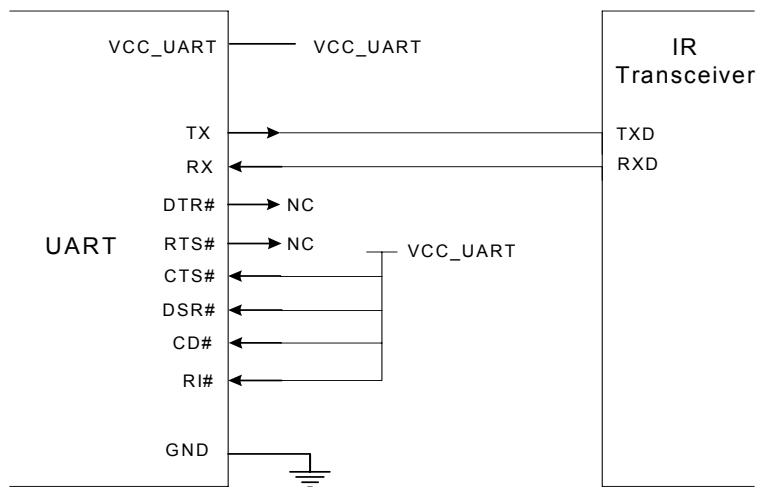 VCC_UART VCC_UART
IR
Transceiver
TX TXD
RX RXD
DTR# NC
UART
RTS# NC
VCC_UART
CTS#
DSR#
CD#
RI#
GND